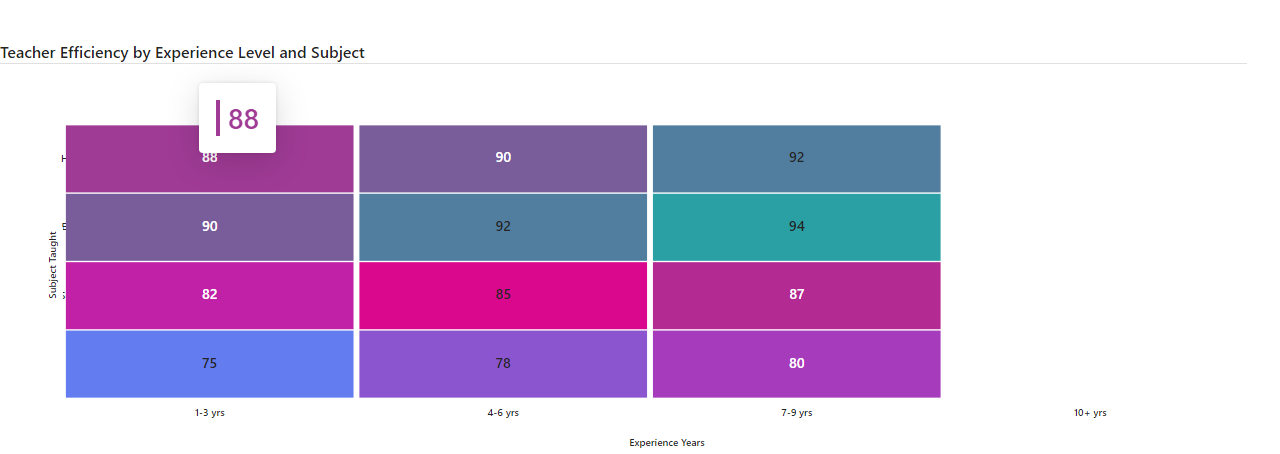 Teacher Efficiency by Experience Level and Subject
88
88 90 92
90 92 94
Subject Taught
82 85 87
75 78 80
1-3 yrs 4-6 yrs 7-9 yrs 10+ yrs
Experience Years